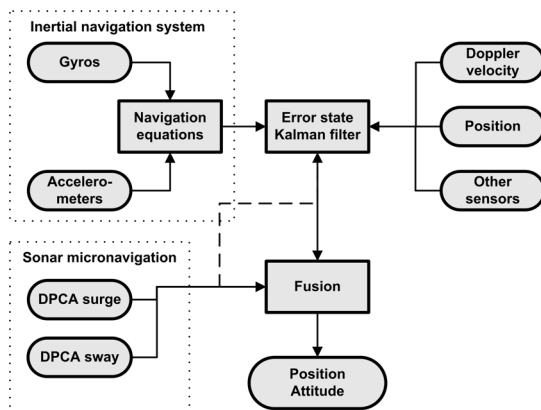 Inertial navigation system
Gyros
Navigation
equations
Accelero-
meters
Error state
Kalman filter
Doppler
velocity
Position
Other
sensors
Sonar micronavigation
DPCA surge
DPCA sway
Fusion
Position
Attitude